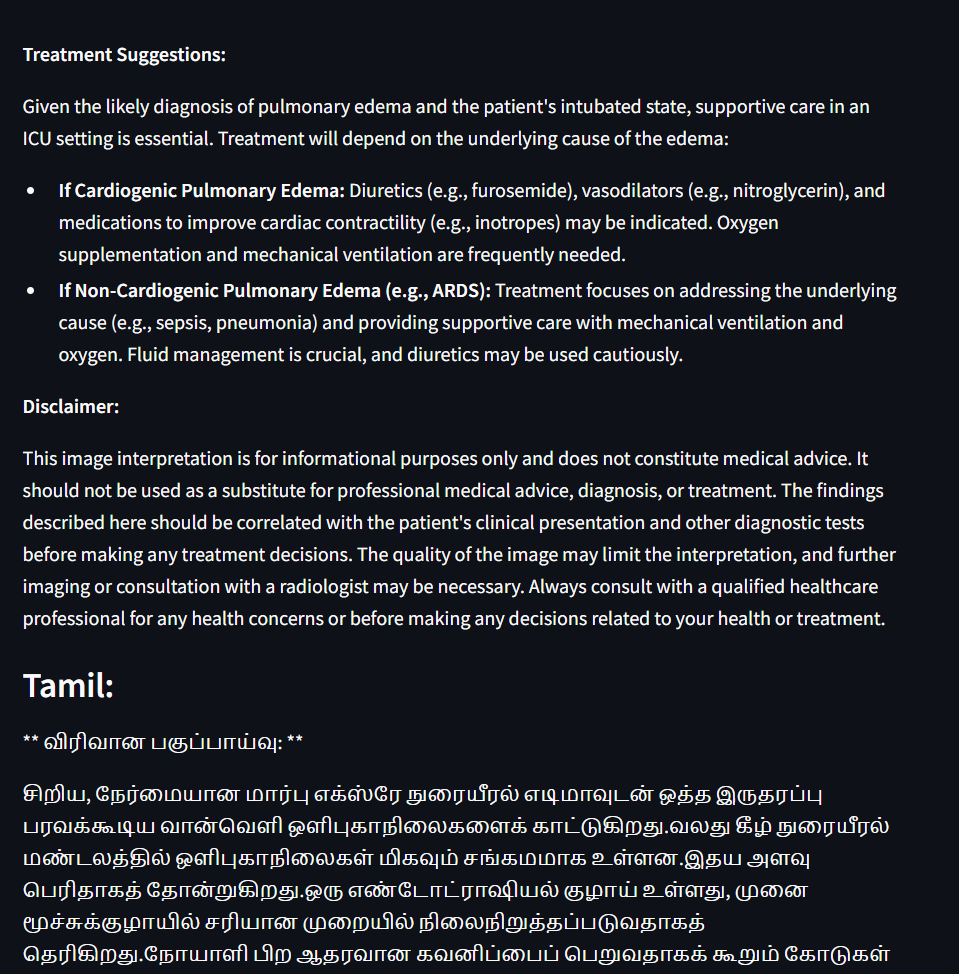 Treatment Suggestions:
Given the likely diagnosis of pulmonary edema and the patient's intubated state, supportive care in an
ICU setting is essential. Treatment will depend on the underlying cause of the edema:
• If Cardiogenic Pulmonary Edema: Diuretics (e.g., furosemide), vasodilators (e.g., nitroglycerin), and
medications to improve cardiac contractility (e.g., inotropes) may be indicated. Oxygen
supplementation and mechanical ventilation are frequently needed.
• If Non-Cardiogenic Pulmonary Edema (e.g., ARDS): Treatment focuses on addressing the underlying
cause (e.g., sepsis, pneumonia) and providing supportive care with mechanical ventilation and
oxygen. Fluid management is crucial, and diuretics may be used cautiously.
Disclaimer:
This image interpretation is for informational purposes only and does not constitute medical advice. It
should not be used as a substitute for professional medical advice, diagnosis, or treatment. The findings
described here should be correlated with the patient's clinical presentation and other diagnostic tests
before making any treatment decisions. The quality of the image may limit the interpretation, and further
imaging or consultation with a radiologist may be necessary. Always consult with a qualified healthcare
professional for any health concerns or before making any decisions related to your health or treatment.
Tamil:
** விரிவான பகுப்பாய்வு: **
சிறிய, நேர்மையான மார்பு எக்ஸ்ரே நுரையீரல் எடிமாவுடன் ஒத்த இருதரப்பு
பரவக்கூடிய வான்வெளி ஒளிபுகாநிலைகளைக் காட்டுகிறது.வலது கீழ் நுரையீரல்
மண்டலத்தில் ஒளிபுகாநிலைகள் மிகவும் சங்கமமாக உள்ளன.இதய அளவு
பெரிதாகத் தோன்றுகிறது.ஒரு எண்டோட்ராஷியல் குழாய் உள்ளது, முனை
மூச்சுக்குழாயில் சரியான முறையில் நிலைநிறுத்தப்படுவதாகத்
தெரிகிறது.நோயாளி பிற ஆதரவான கவனிப்பைப் பெறுவதாகக் கூறும் கோடுகள்